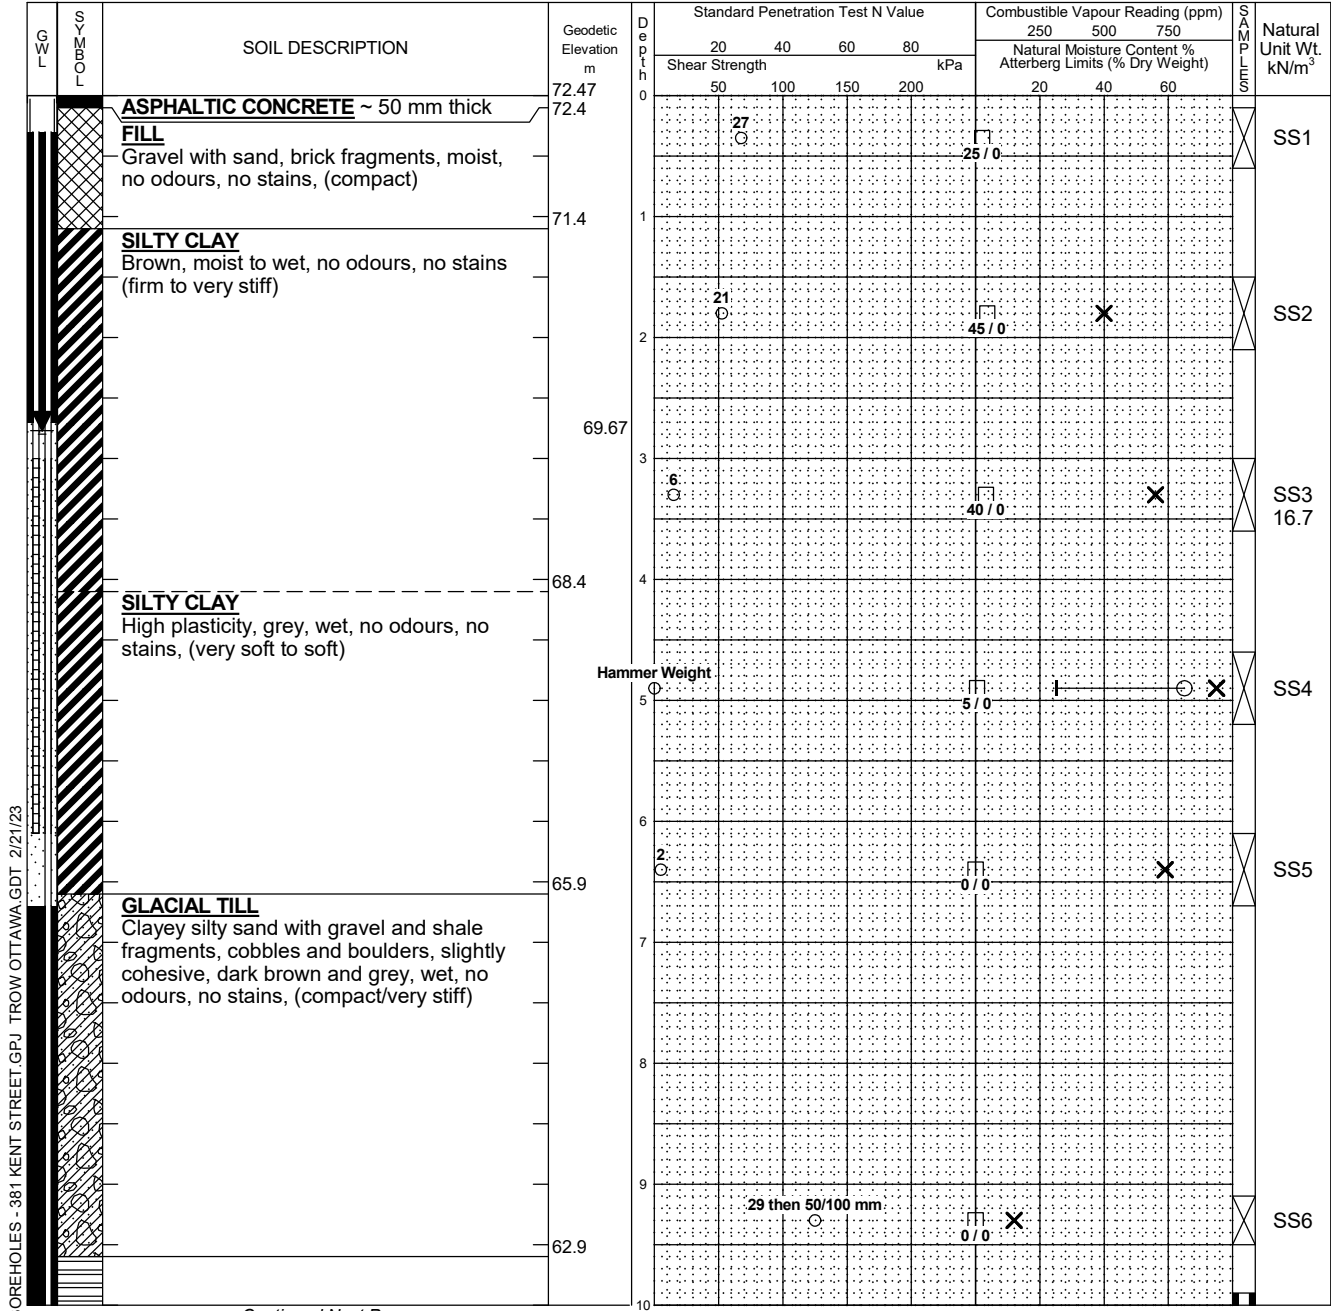 GWL
SYMBOL
SOIL DESCRIPTION
Geodetic
Elevation
m
72.47
Depth
Standard Penetration Test N Value
20 40 60 80
Shear Strength kPa
50 100 150 200
Combustible Vapour Reading (ppm)
250 500 750
Natural Moisture Content %
Atterberg Limits (% Dry Weight)
20 40 60
SAMPLES
Natural
Unit Wt.
kN/m³
0
ASPHALTIC CONCRETE ~ 50 mm thick
72.4
FILL
Gravel with sand, brick fragments, moist,
no odours, no stains, (compact)
27
25 / 0
SS1
71.4
1
SILTY CLAY
Brown, moist to wet, no odours, no stains
(firm to very stiff)
21
45 / 0
SS2
2
69.67
3
6
40 / 0
SS3
16.7
4
68.4
SILTY CLAY
High plasticity, grey, wet, no odours, no
stains, (very soft to soft)
Hammer Weight
5
5 / 0
SS4
6
2
0 / 0
SS5
65.9
GLACIAL TILL
Clayey silty sand with gravel and shale
fragments, cobbles and boulders, slightly
cohesive, dark brown and grey, wet, no
odours, no stains, (compact/very stiff)
7
8
9
29 then 50/100 mm
0 / 0
SS6
62.9
10
OREHOLES - 381 KENT STREET.GPJ TROW OTTAWA.GDT 2/21/23